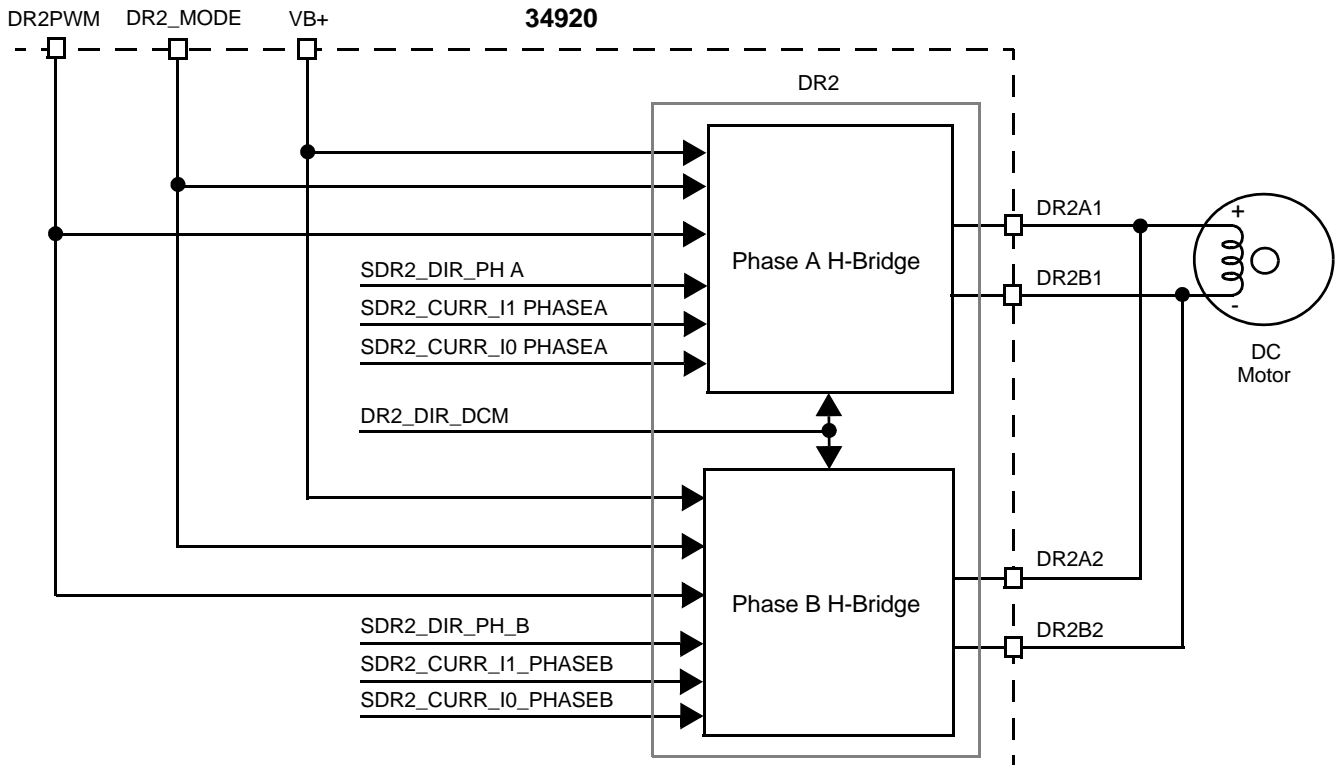 DR2PWM DR2_MODE VB+ 34920
DR2
DR2A1
+
Phase A H-Bridge
SDR2_DIR_PH A
DR2B1
SDR2_CURR_I1 PHASEA
-
SDR2_CURR_I0 PHASEA
DC
Motor
DR2_DIR_DCM
DR2A2
Phase B H-Bridge
SDR2_DIR_PH_B
DR2B2
SDR2_CURR_I1_PHASEB
SDR2_CURR_I0_PHASEB